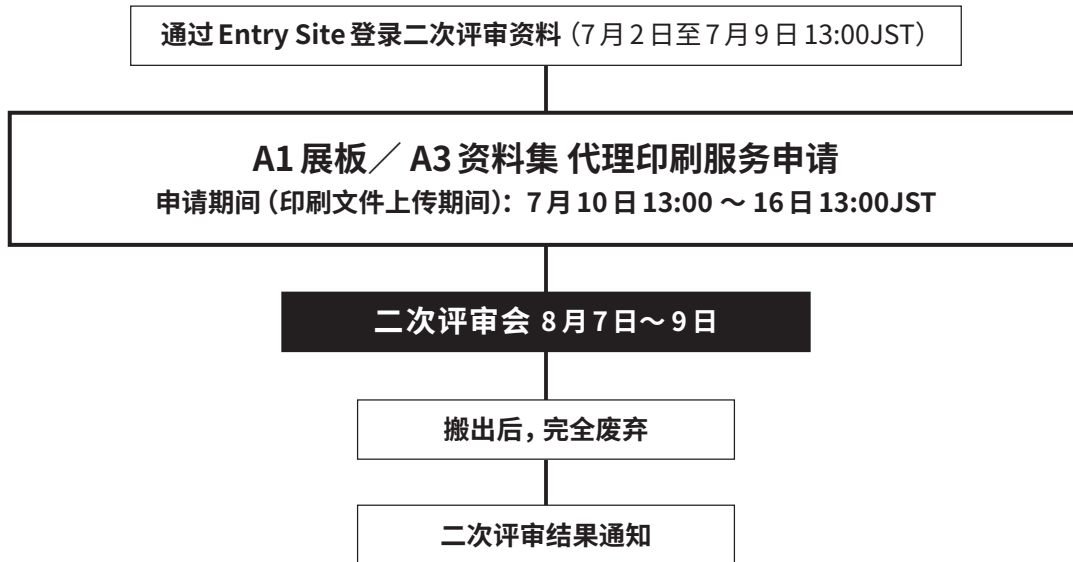 通过 Entry Site 登录二次评审资料（7月2日至7月9日 13:00JST）
A1 展板／ A3 资料集 代理印刷服务申请
申请期间（印刷文件上传期间）：7月10日 13:00 ～ 16日 13:00JST
二次评审会 8月7日～ 9日
搬出后，完全废弃
二次评审结果通知